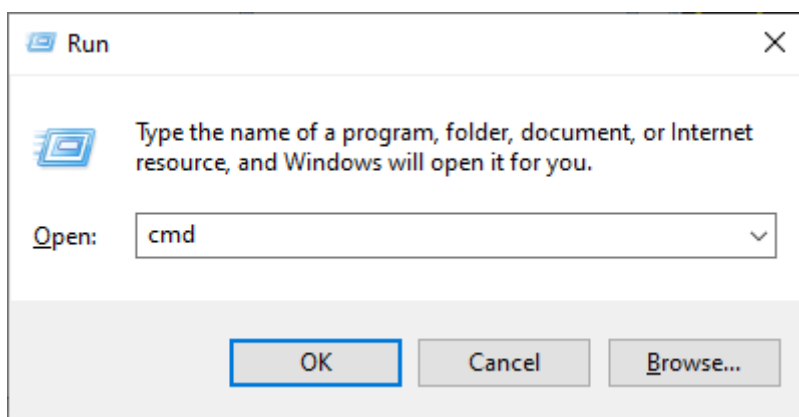 Run
Type the name of a program, folder, document, or Internet
resource, and Windows will open it for you.
Open: cmd
OK Cancel Browse...